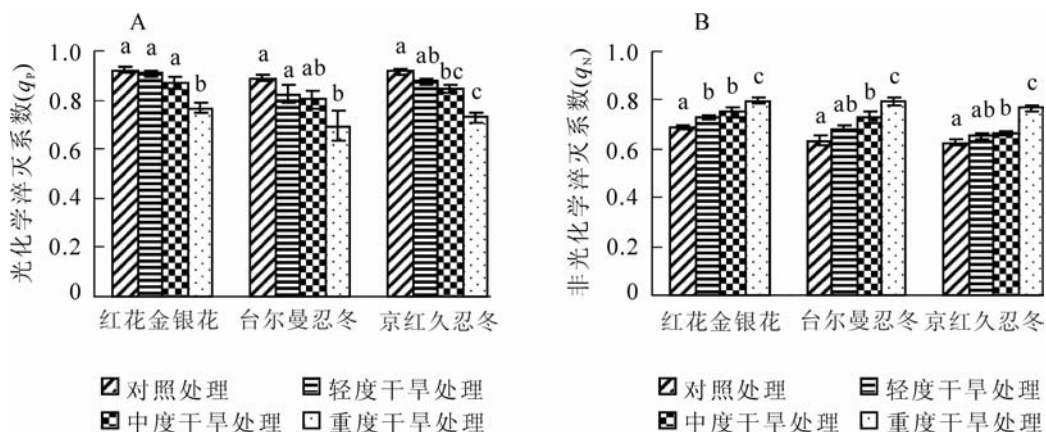 A
光化学淬灭系数(qP)
1.0
0.8
0.6
0.4
0.2
0
a a a b
a a ab b
a ab bc c
红花金银花 台尔曼忍冬 京红久忍冬
对照处理 轻度干旱处理
中度干旱处理 重度干旱处理
B
非光化学淬灭系数(qN)
1.0
0.8
0.6
0.4
0.2
0
a b b c
a ab b c
a ab b c
红花金银花 台尔曼忍冬 京红久忍冬
对照处理 轻度干旱处理
中度干旱处理 重度干旱处理